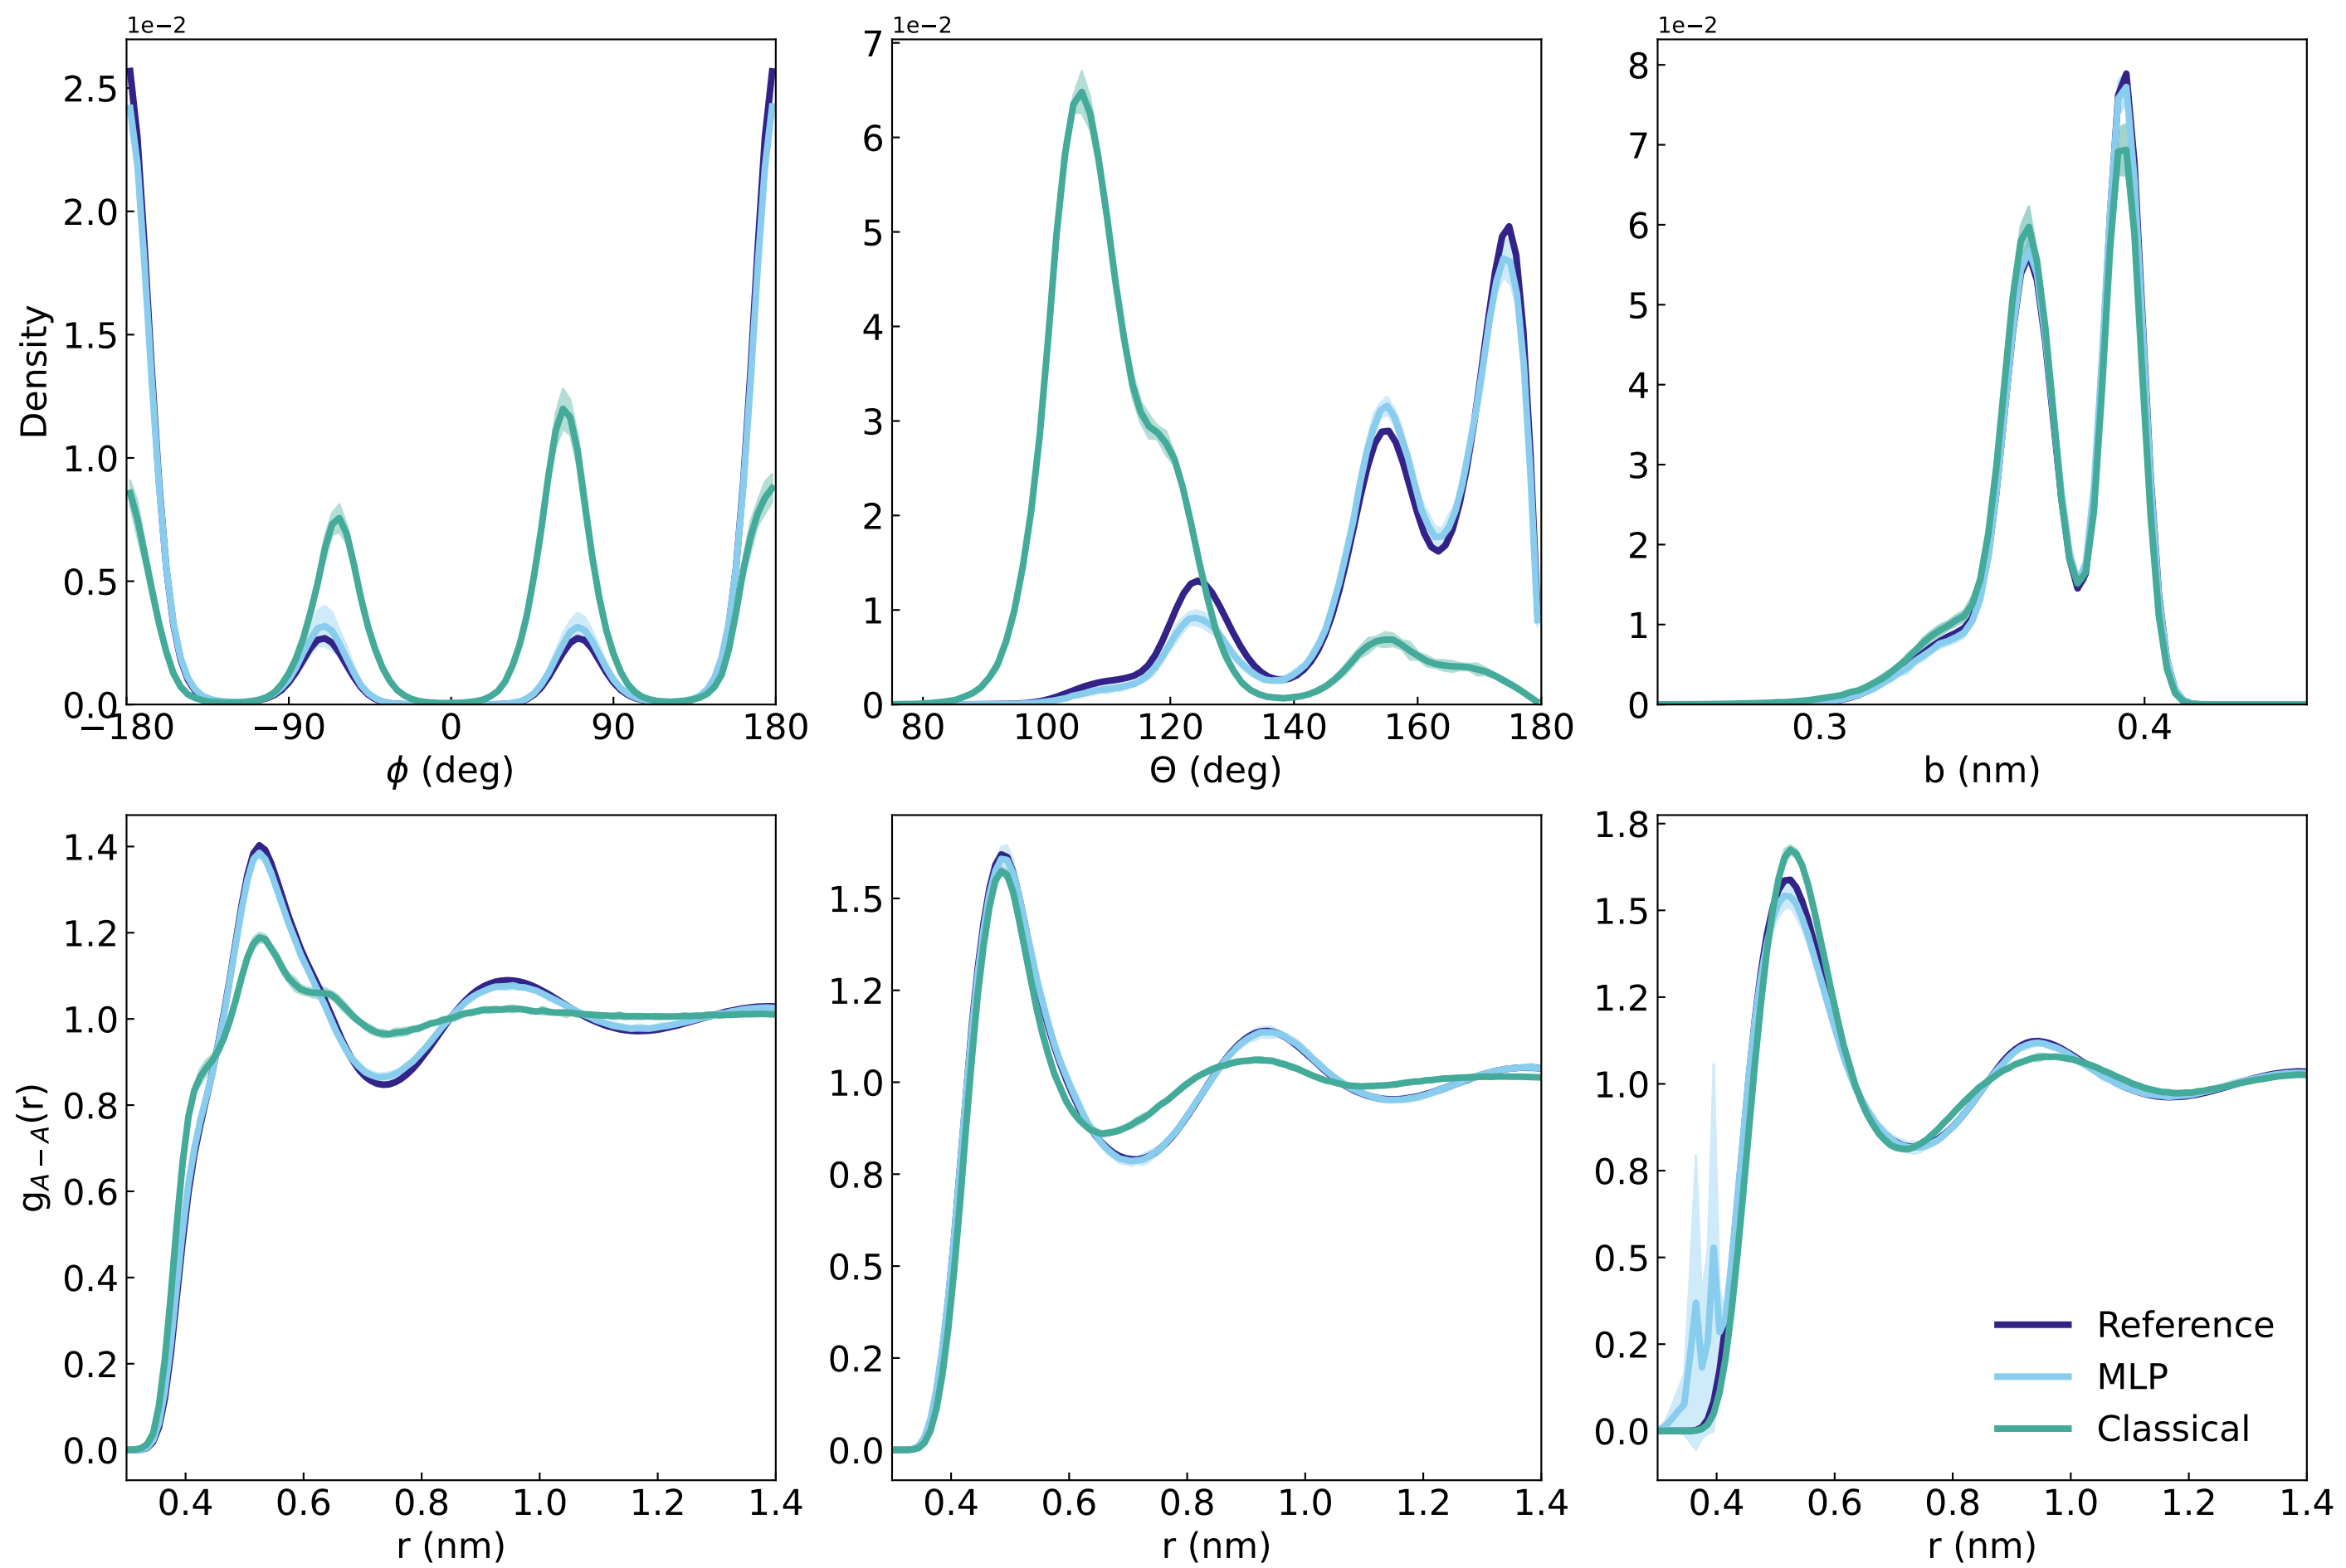 1e−2
2.5
2.0
1.5
1.0
0.5
0.0
Density
−180 −90 0 90 180
ϕ (deg)
1e−2
7
6
5
4
3
2
1
0
80 100 120 140 160 180
Θ (deg)
1e−2
8
7
6
5
4
3
2
1
0
0.3 0.4
b (nm)
1.4
1.2
1.0
0.8
0.6
0.4
0.2
0.0
g_{A−A}(r)
0.4 0.6 0.8 1.0 1.2 1.4
r (nm)
1.5
1.2
1.0
0.8
0.5
0.2
0.0
0.4 0.6 0.8 1.0 1.2 1.4
r (nm)
1.8
1.5
1.2
1.0
0.8
0.5
0.2
0.0
Reference
MLP
Classical
0.4 0.6 0.8 1.0 1.2 1.4
r (nm)